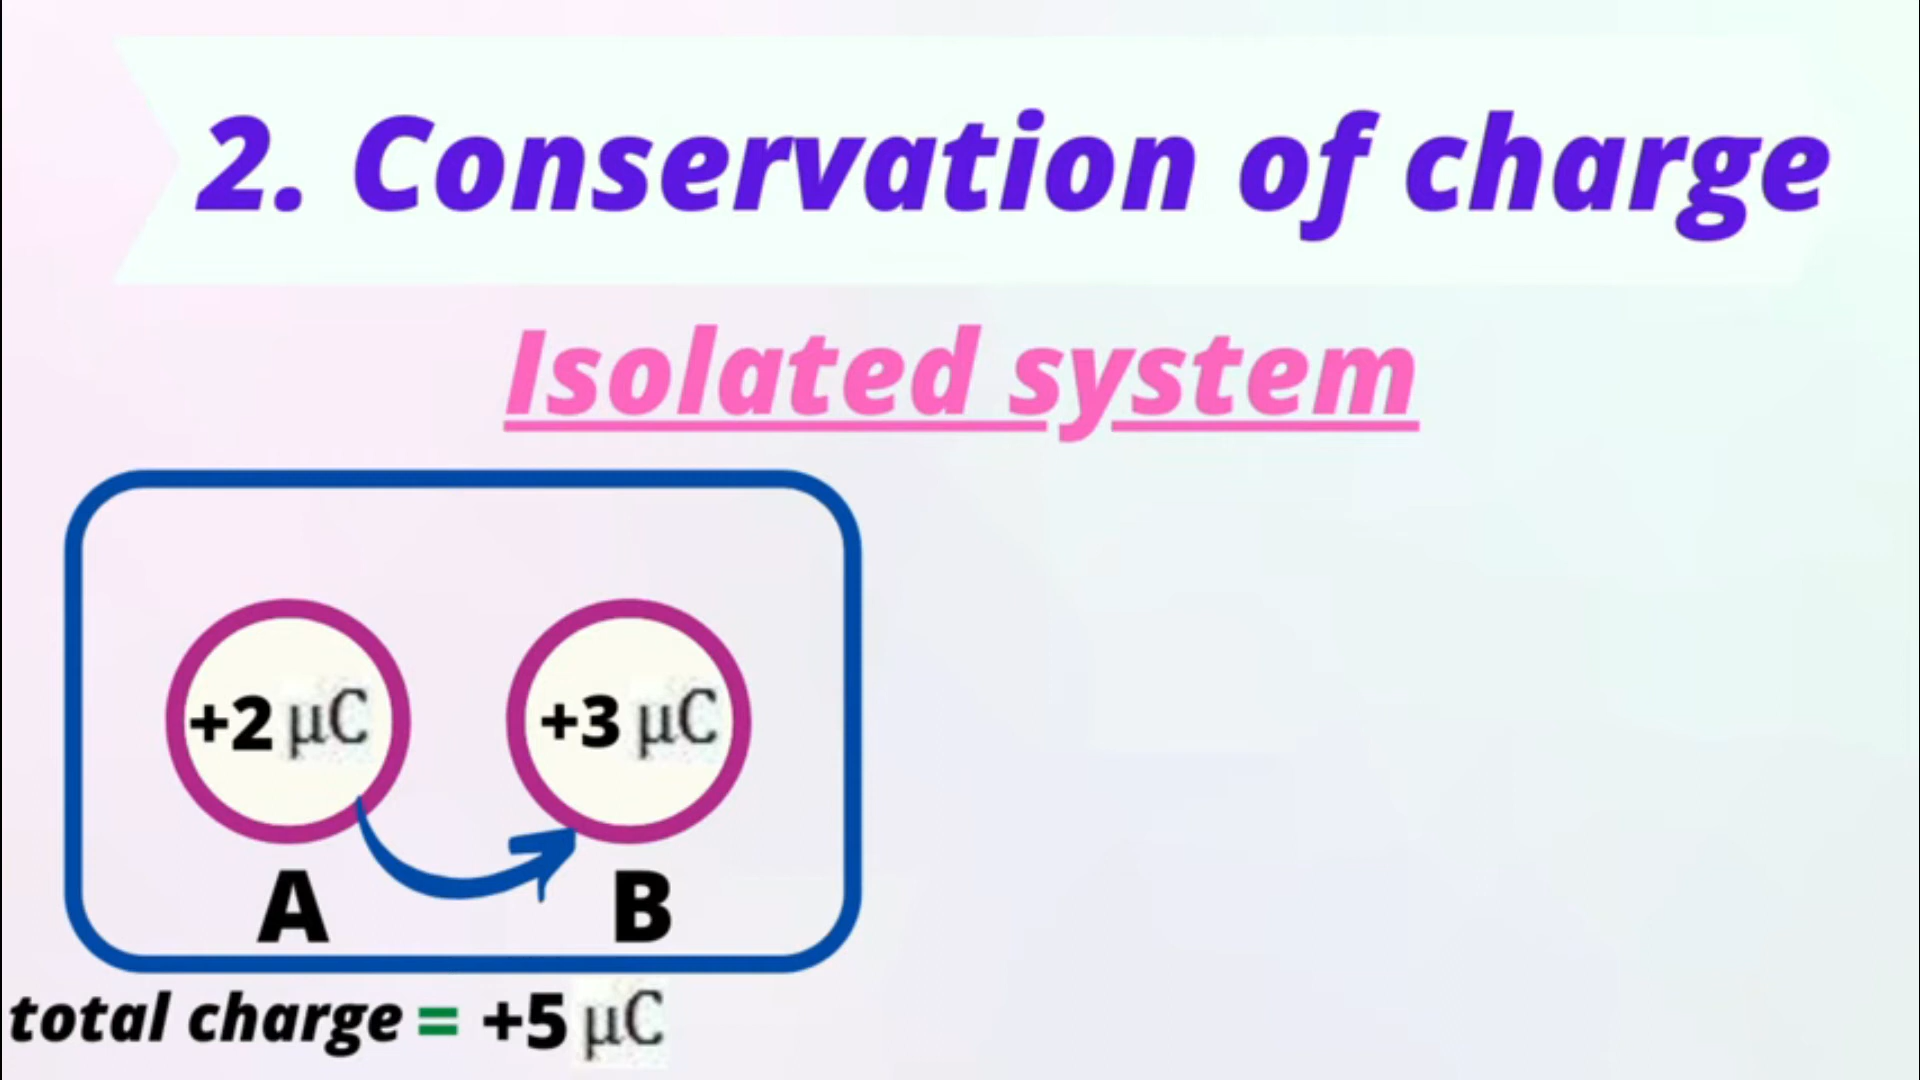 2. Conservation of charge
Isolated system
+2 μC
+3 μC
A
B
total charge = +5 μC